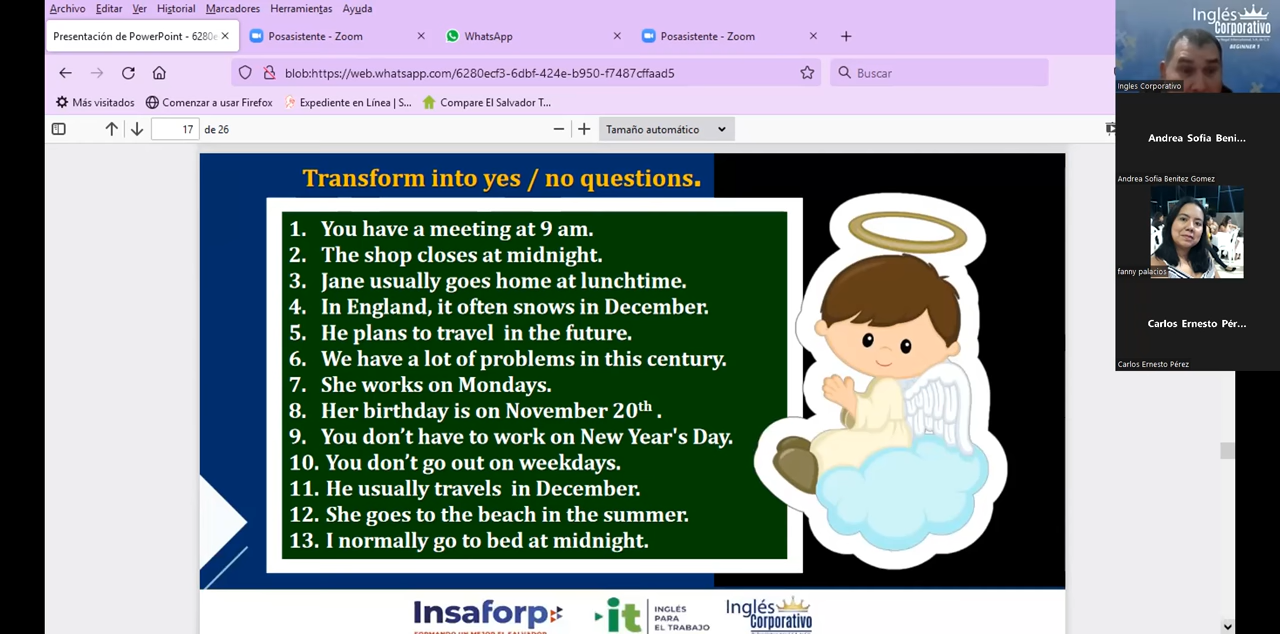 Archivo Editar Ver Historial Marcadores Herramientas Ayuda
Presentación de PowerPoint - 6280e
Posasistente - Zoom
WhatsApp
Posasistente - Zoom
blob:https://web.whatsapp.com/6280ecf3-6dbf-424e-b950-f7487cffaad5
Buscar
Más visitados Comenzar a usar Firefox Expediente en Línea | S... Compare El Salvador T...
17 de 26
Tamaño automático
Transform into yes / no questions.
1. You have a meeting at 9 am.
2. The shop closes at midnight.
3. Jane usually goes home at lunchtime.
4. In England, it often snows in December.
5. He plans to travel in the future.
6. We have a lot of problems in this century.
7. She works on Mondays.
8. Her birthday is on November 20th .
9. You don't have to work on New Year's Day.
10. You don't go out on weekdays.
11. He usually travels in December.
12. She goes to the beach in the summer.
13. I normally go to bed at midnight.
Insaforp
FORMANDO UN MEJOR EL SALVADOR
it
INGLÉS
PARA
EL TRABAJO
Inglés
Corporativo
Inglés
Corporativo
BEGINNER 1
Ingles Corporativo
Andrea Sofia Beni...
Andrea Sofia Benitez Gomez
fanny palacios
Carlos Ernesto Pér...
Carlos Ernesto Pérez